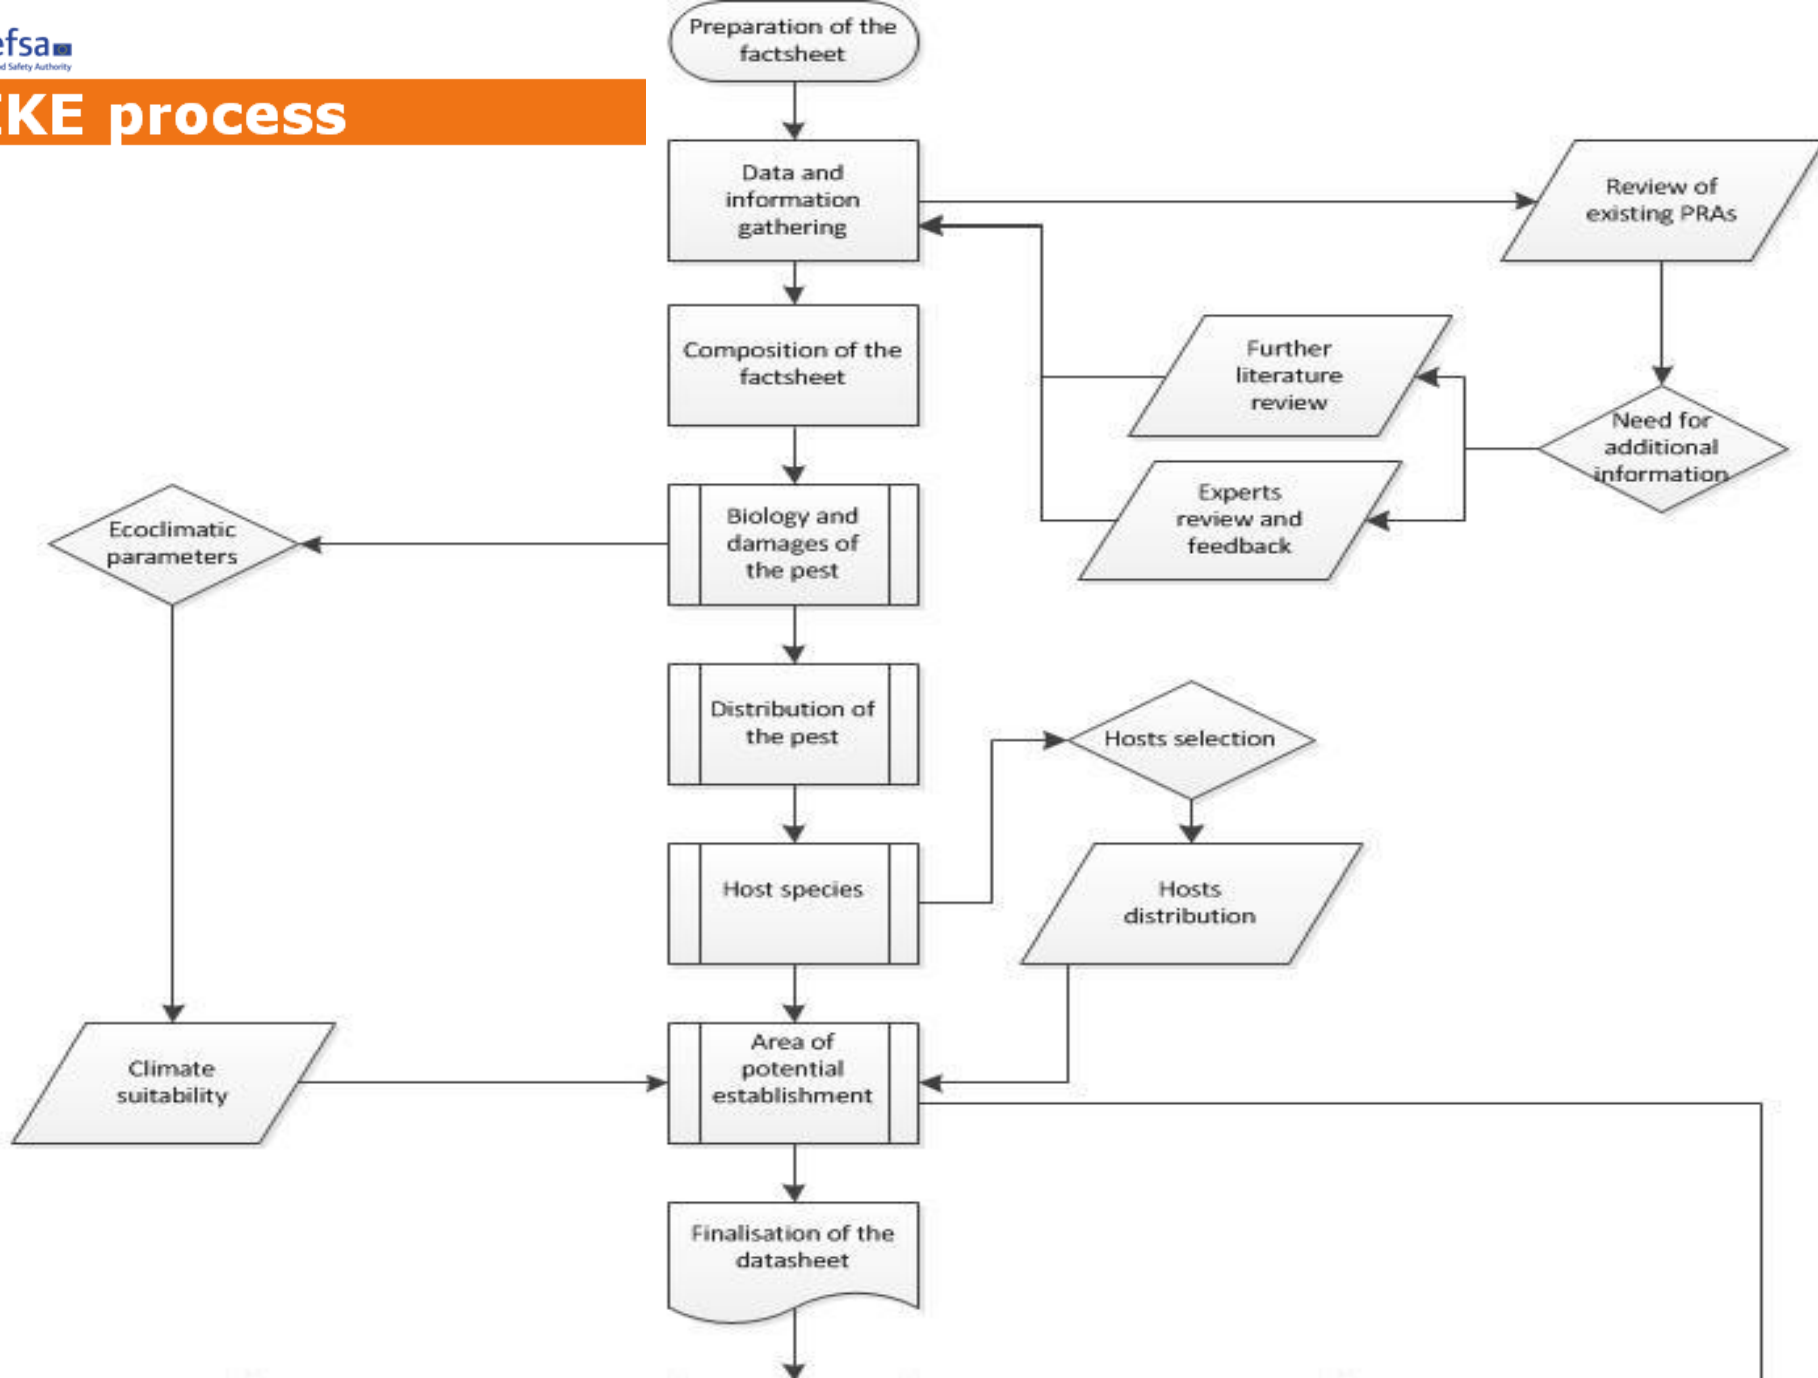 efsa
d Safety Authority
KE process
Preparation of the
factsheet
Data and
information
gathering
Review of
existing PRAs
Composition of the
factsheet
Further
literature
review
Need for
additional
information
Experts
review and
feedback
Biology and
damages of
the pest
Ecoclimatic
parameters
Distribution of
the pest
Hosts selection
Host species
Hosts
distribution
Area of
potential
establishment
Climate
suitability
Finalisation of the
datasheet